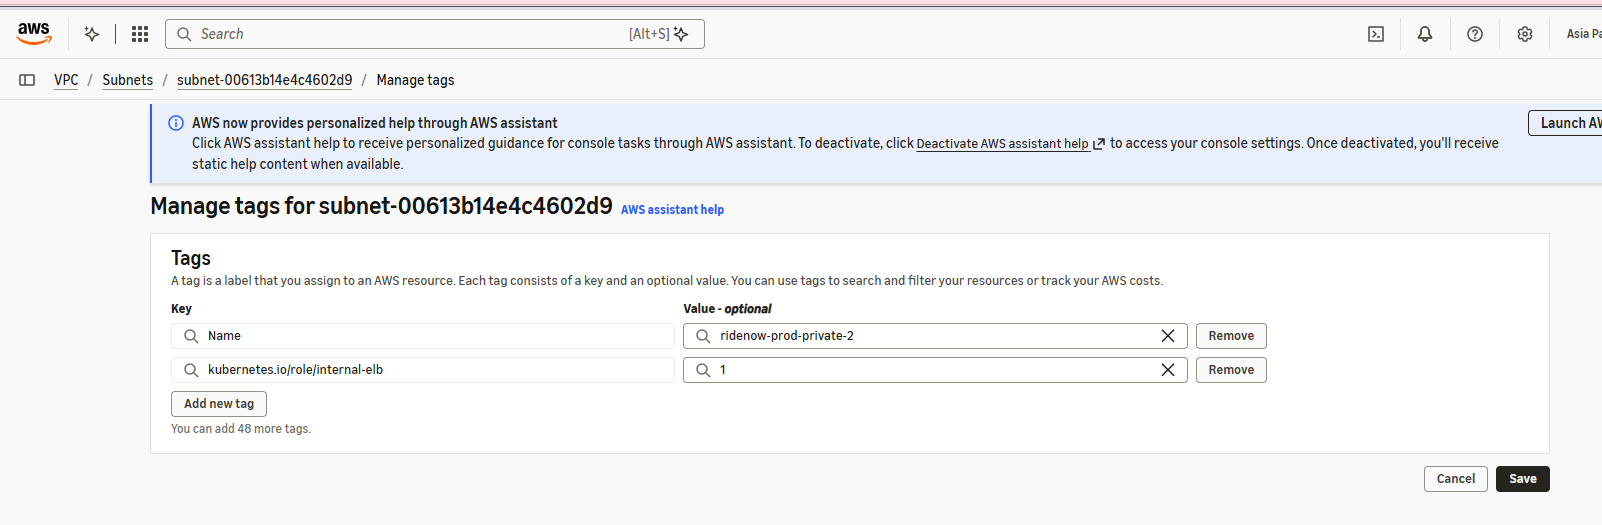 aws
Search [Alt+S]
Asia Pa
VPC / Subnets / subnet-00613b14e4c4602d9 / Manage tags
AWS now provides personalized help through AWS assistant
Launch AW
Click AWS assistant help to receive personalized guidance for console tasks through AWS assistant. To deactivate, click Deactivate AWS assistant help to access your console settings. Once deactivated, you'll receive
static help content when available.
Manage tags for subnet-00613b14e4c4602d9 AWS assistant help
Tags
A tag is a label that you assign to an AWS resource. Each tag consists of a key and an optional value. You can use tags to search and filter your resources or track your AWS costs.
Key Value - optional
Name ridenow-prod-private-2 Remove
kubernetes.io/role/internal-elb 1 Remove
Add new tag
You can add 48 more tags.
Cancel Save